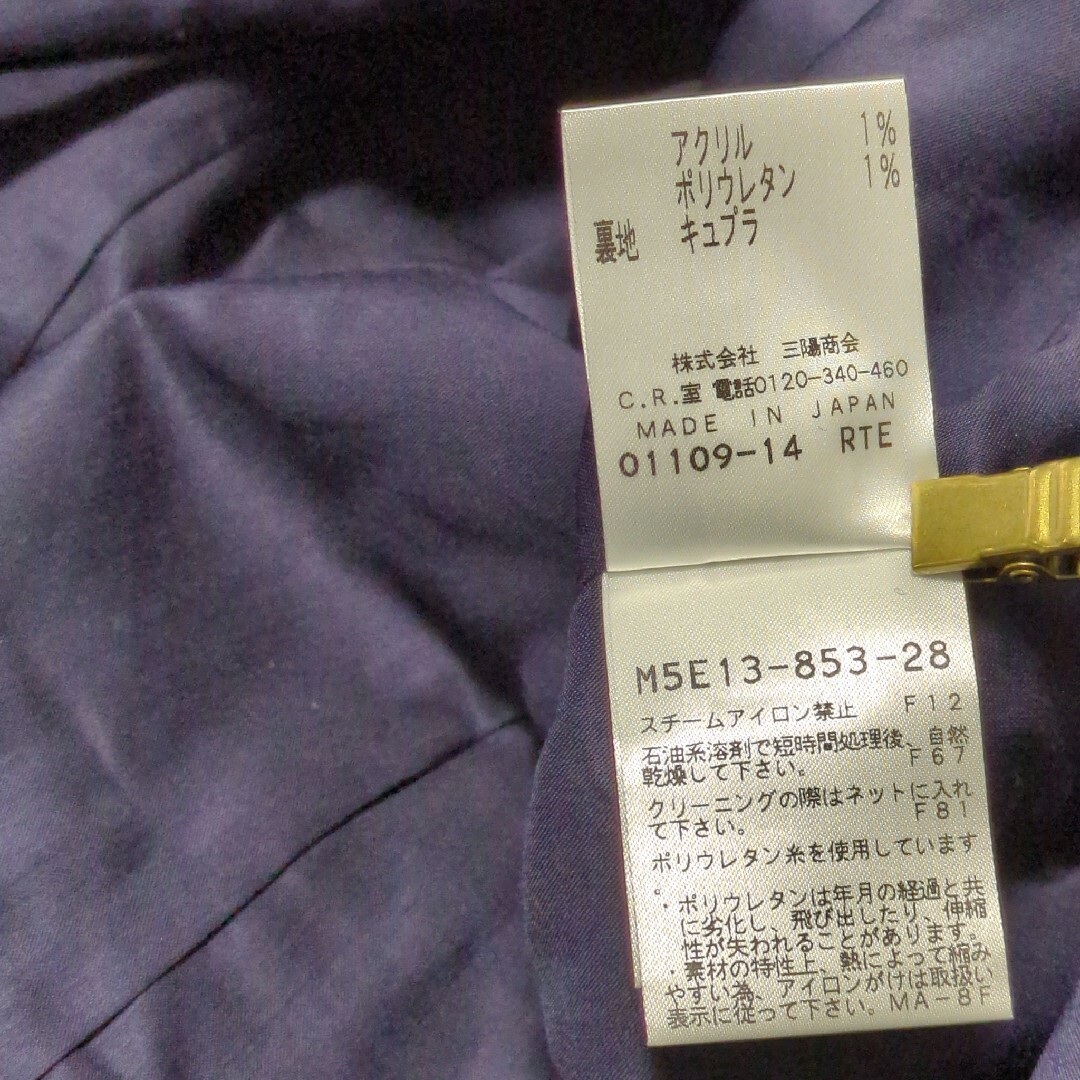 アクリル 1%
ポリウレタン 1%
裏地 キュプラ
株式会社 三陽商会
C.R.室 電話0120-340-460
MADE IN JAPAN
01109-14 RTE
M5E13-853-28
スチームアイロン禁止 F12
石油系溶剤で短時間処理後、自然
乾燥して下さい。 F67
クリーニングの際はネットに入れ
て下さい。 F81
ポリウレタン糸を使用しています
。
・ポリウレタンは年月の経過と共
に劣化し、飛び出したり、伸縮
性が失われることがあります。
・素材の特性上、熱によって縮み
やすい為、アイロンがけは取扱い
表示に従って下さい。MA-8F